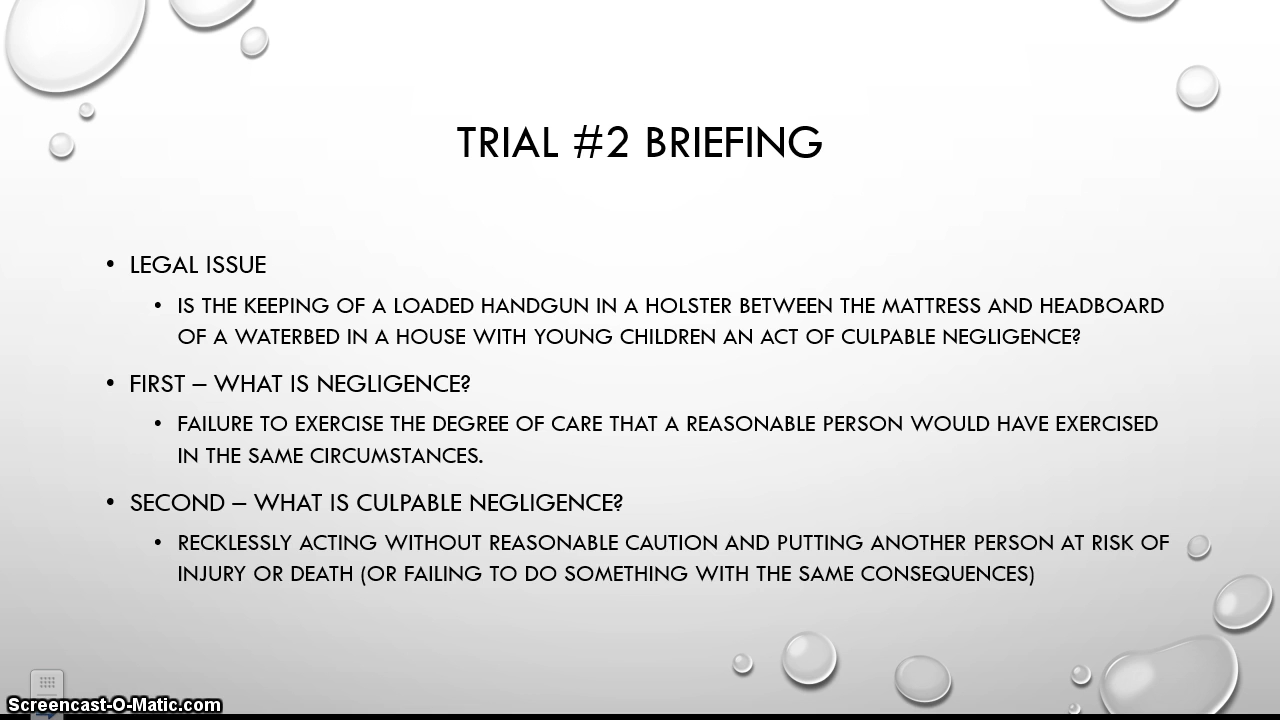 TRIAL #2 BRIEFING
• LEGAL ISSUE
• IS THE KEEPING OF A LOADED HANDGUN IN A HOLSTER BETWEEN THE MATTRESS AND HEADBOARD
OF A WATERBED IN A HOUSE WITH YOUNG CHILDREN AN ACT OF CULPABLE NEGLIGENCE?
• FIRST – WHAT IS NEGLIGENCE?
• FAILURE TO EXERCISE THE DEGREE OF CARE THAT A REASONABLE PERSON WOULD HAVE EXERCISED
IN THE SAME CIRCUMSTANCES.
• SECOND – WHAT IS CULPABLE NEGLIGENCE?
• RECKLESSLY ACTING WITHOUT REASONABLE CAUTION AND PUTTING ANOTHER PERSON AT RISK OF
INJURY OR DEATH (OR FAILING TO DO SOMETHING WITH THE SAME CONSEQUENCES)
Screencast-O-Matic.com